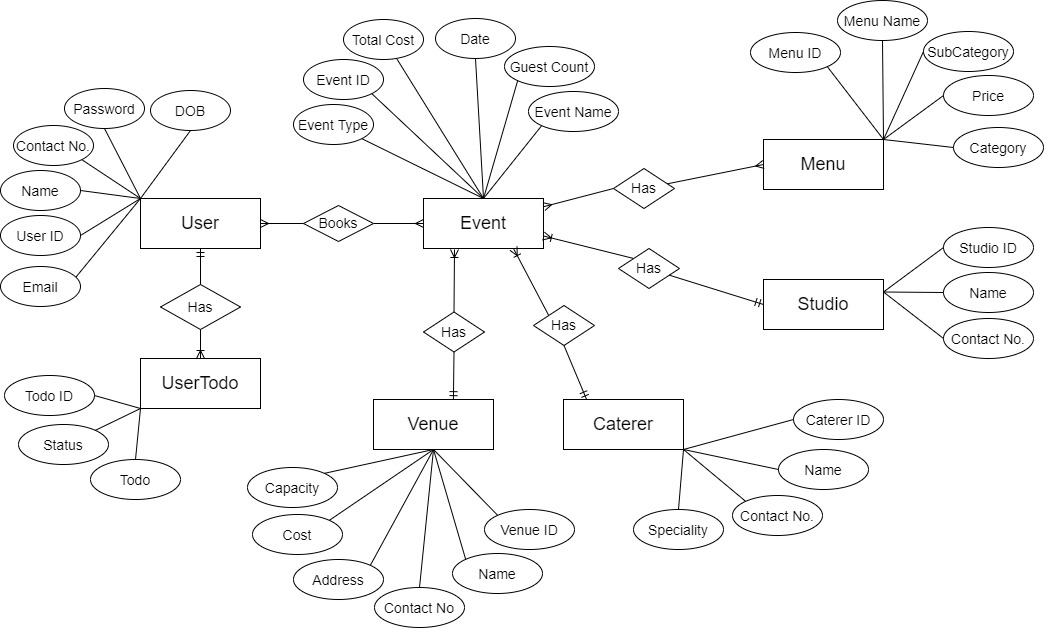 Menu Name
Total Cost
Date
Menu ID
SubCategory
Event ID
Guest Count
Price
Password
DOB
Event Type
Event Name
Contact No.
Category
Menu
Name
Has
User
Books
Event
User ID
Studio ID
Has
Email
Name
Studio
Has
Has
Has
Contact No.
UserTodo
Todo ID
Venue
Caterer
Caterer ID
Status
Name
Todo
Capacity
Contact No.
Cost
Venue ID
Speciality
Address
Name
Contact No